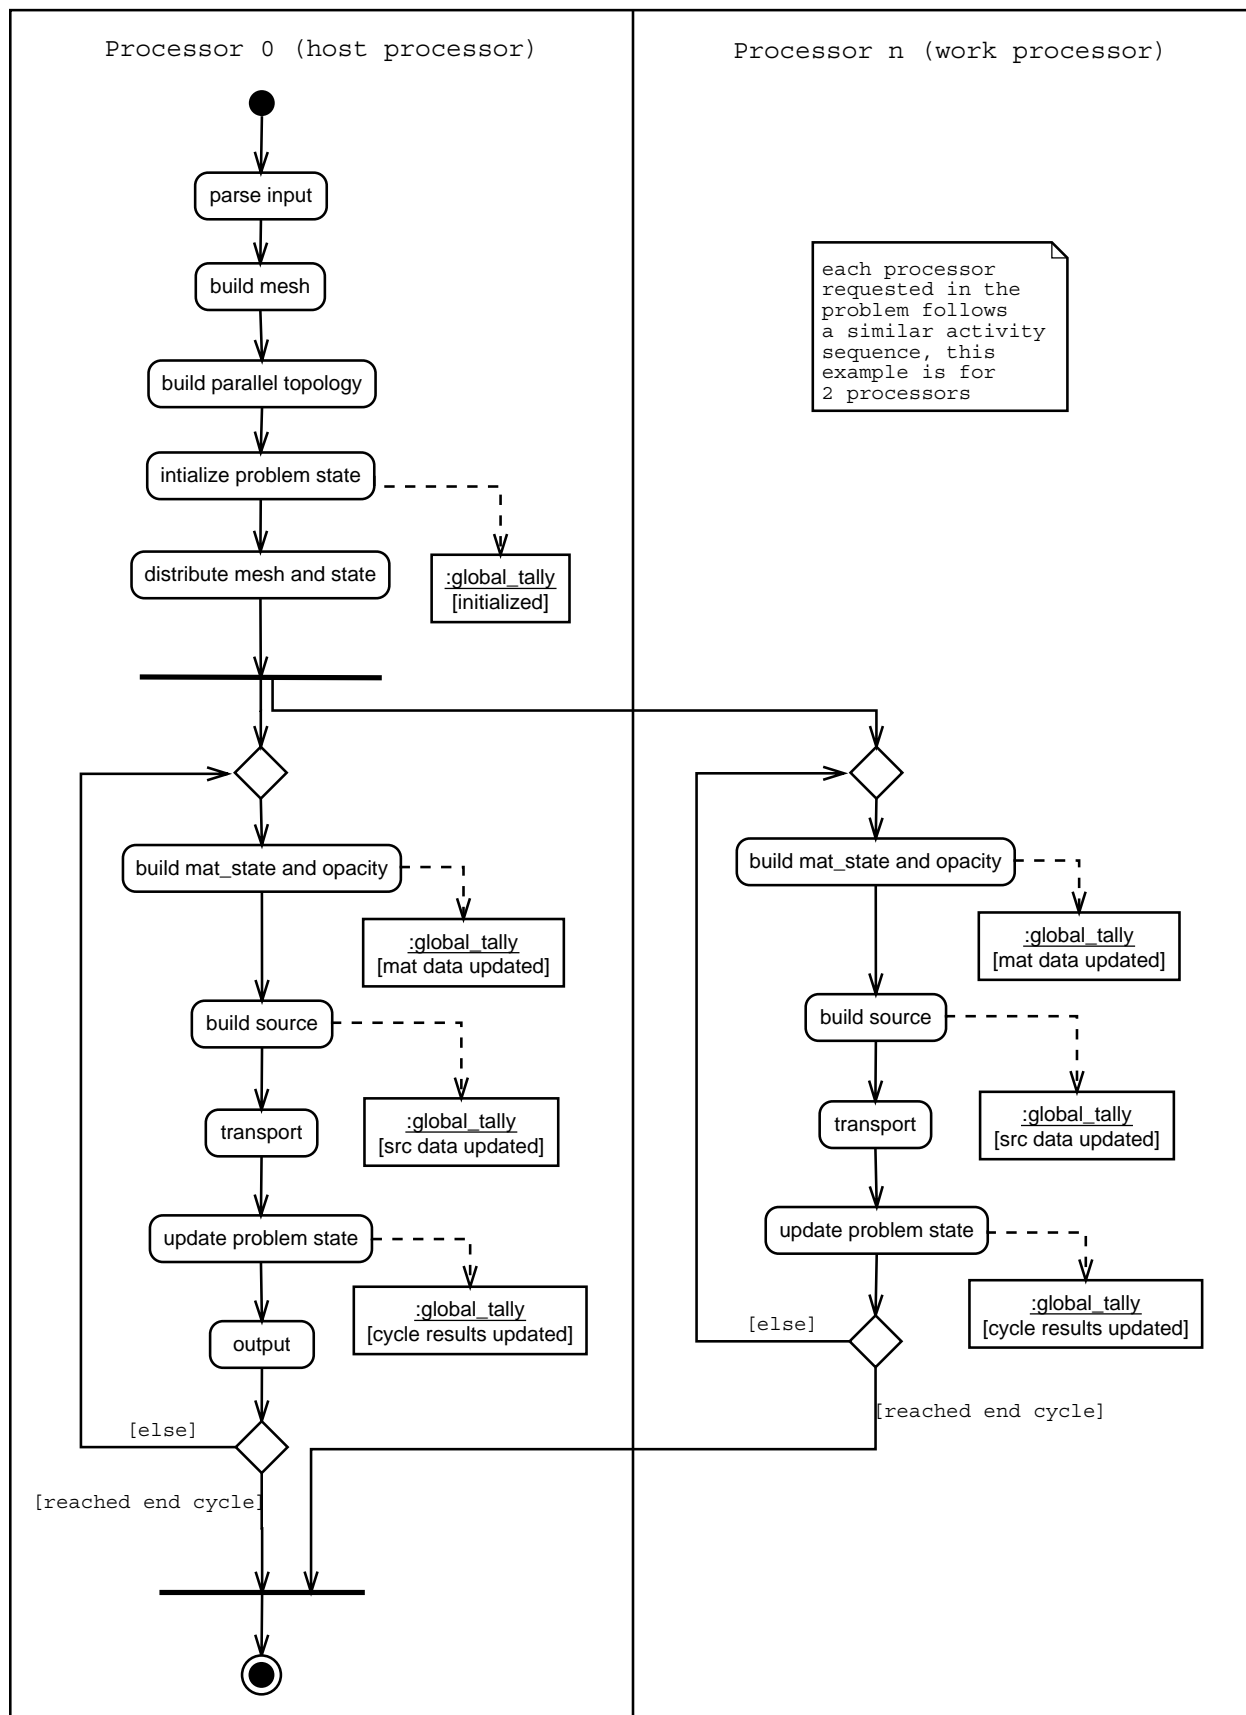 Processor 0 (host processor)
Processor n (work processor)
parse input
build mesh
build parallel topology
intialize problem state
distribute mesh and state
:global_tally
[initialized]
each processor
requested in the
problem follows
a similar activity
sequence, this
example is for
2 processors
build mat_state and opacity
:global_tally
[mat data updated]
build source
:global_tally
[src data updated]
transport
update problem state
:global_tally
[cycle results updated]
output
[else]
[reached end cycle]
build mat_state and opacity
:global_tally
[mat data updated]
build source
:global_tally
[src data updated]
transport
update problem state
:global_tally
[cycle results updated]
[else]
[reached end cycle]